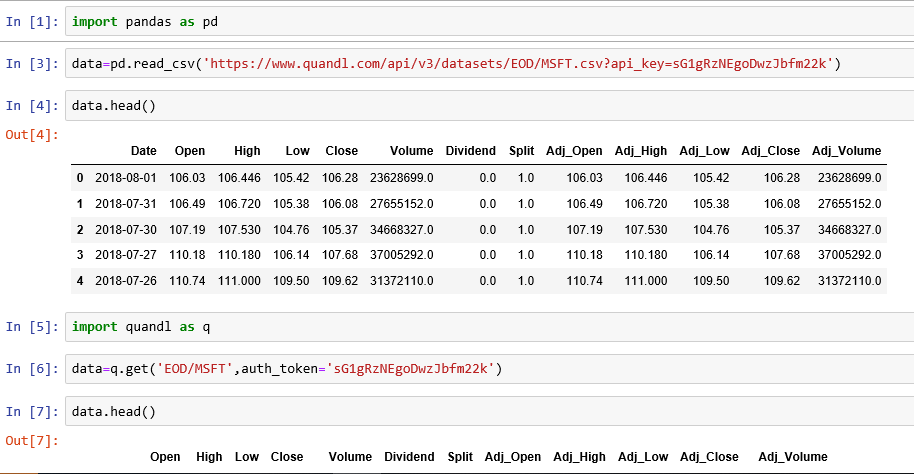 In [1]: import pandas as pd
In [3]: data=pd.read_csv('https://www.quandl.com/api/v3/datasets/EOD/MSFT.csv?api_key=sG1gRzNEgoDwzJbfm22k')
In [4]: data.head()
Out[4]:
Date Open High Low Close Volume Dividend Split Adj_Open Adj_High Adj_Low Adj_Close Adj_Volume
0 2018-08-01 106.03 106.446 105.42 106.28 23628699.0 0.0 1.0 106.03 106.446 105.42 106.28 23628699.0
1 2018-07-31 106.49 106.720 105.38 106.08 27655152.0 0.0 1.0 106.49 106.720 105.38 106.08 27655152.0
2 2018-07-30 107.19 107.530 104.76 105.37 34668327.0 0.0 1.0 107.19 107.530 104.76 105.37 34668327.0
3 2018-07-27 110.18 110.180 106.14 107.68 37005292.0 0.0 1.0 110.18 110.180 106.14 107.68 37005292.0
4 2018-07-26 110.74 111.000 109.50 109.62 31372110.0 0.0 1.0 110.74 111.000 109.50 109.62 31372110.0
In [5]: import quandl as q
In [6]: data=q.get('EOD/MSFT',auth_token='sG1gRzNEgoDwzJbfm22k')
In [7]: data.head()
Out[7]:
Open High Low Close Volume Dividend Split Adj_Open Adj_High Adj_Low Adj_Close Adj_Volume